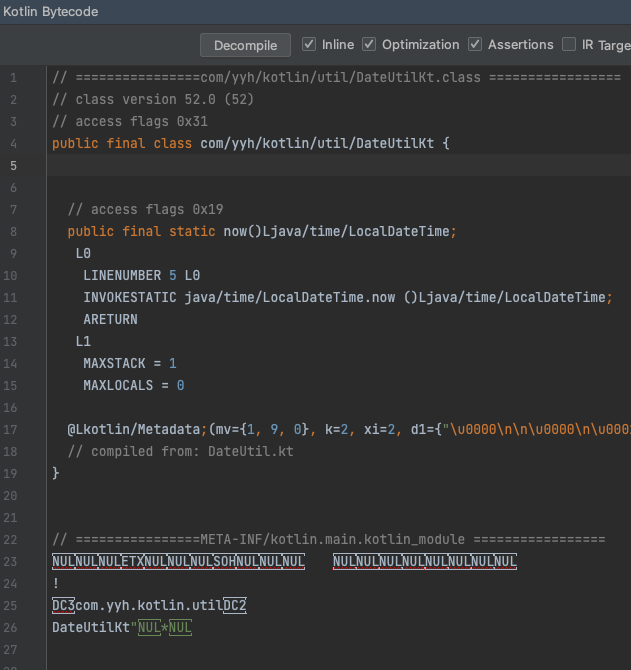 Kotlin Bytecode
Decompile Inline Optimization Assertions IR Targe
1 // ================com/yyh/kotlin/util/DateUtilKt.class =================
2 // class version 52.0 (52)
3 // access flags 0x31
4 public final class com/yyh/kotlin/util/DateUtilKt {
5
6
7 // access flags 0x19
8 public final static now()Ljava/time/LocalDateTime;
9 L0
10 LINENUMBER 5 L0
11 INVOKESTATIC java/time/LocalDateTime.now ()Ljava/time/LocalDateTime;
12 ARETURN
13 L1
14 MAXSTACK = 1
15 MAXLOCALS = 0
16
17 @Lkotlin/Metadata;(mv={1, 9, 0}, k=2, xi=2, d1={"\u0000\n\n\u0000\n\u000
18 // compiled from: DateUtil.kt
19 }
20
21
22 // ================META-INF/kotlin.main.kotlin_module =================
23 NULNULNULETXNULNULNULSOHNULNULNUL NULNULNULNULNULNULNULNUL
24 !
25 DC3com.yyh.kotlin.utilDC2
26 DateUtilKt"NUL*NUL
27